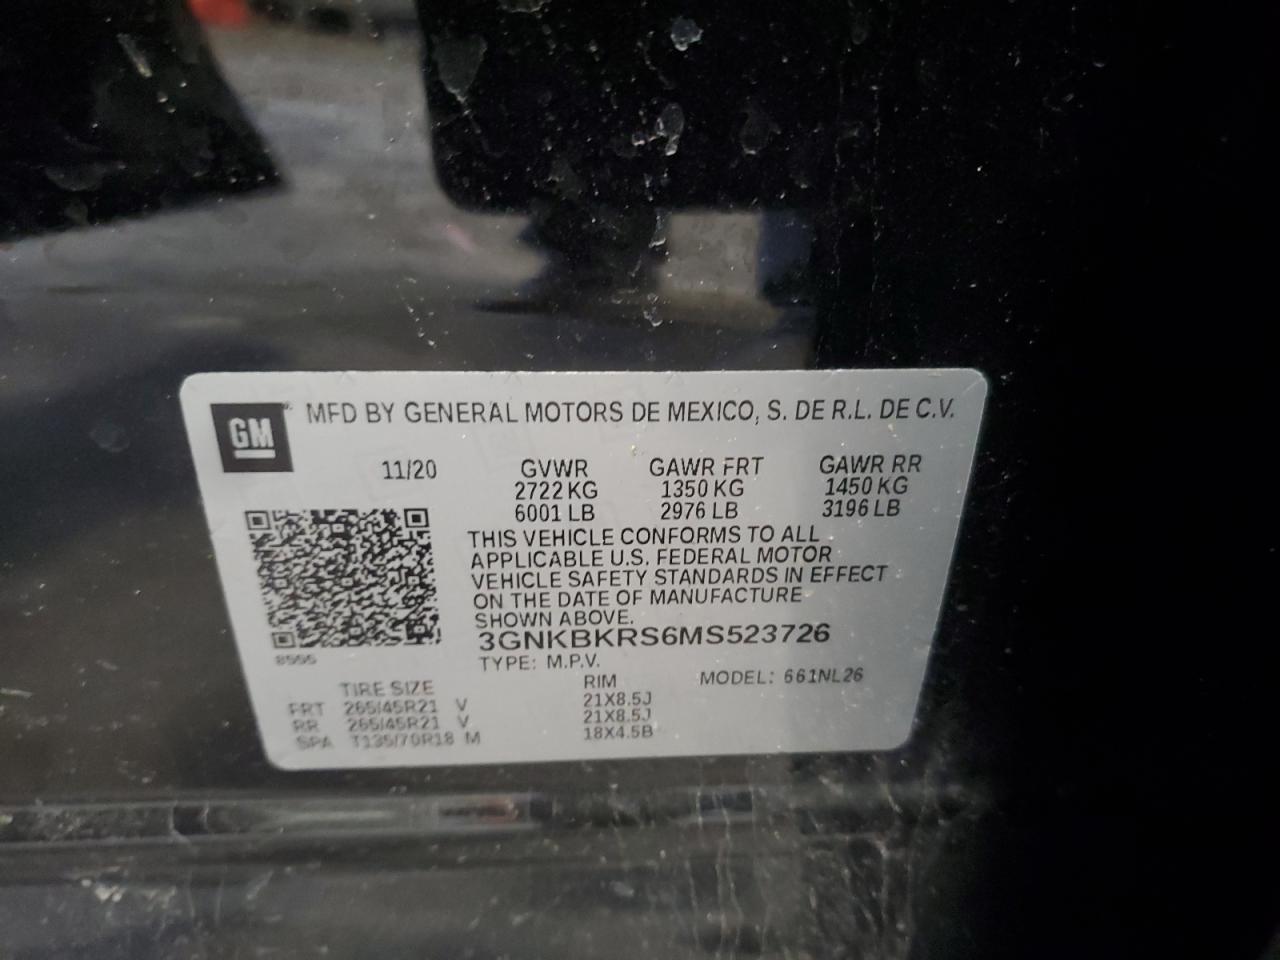 GM
MFD BY GENERAL MOTORS DE MEXICO, S. DE R.L. DE C.V.
11/20 GVWR GAWR FRT GAWR RR
2722 KG 1350 KG 1450 KG
6001 LB 2976 LB 3196 LB
THIS VEHICLE CONFORMS TO ALL
APPLICABLE U.S. FEDERAL MOTOR
VEHICLE SAFETY STANDARDS IN EFFECT
ON THE DATE OF MANUFACTURE
SHOWN ABOVE.
3GNKBKRS6MS523726
8555
TYPE: M.P.V.
MODEL: 661NL26
TIRE SIZE RIM
FRT 265/45R21 V 21X8.5J
RR 265/45R21 V 21X8.5J
SPA T135/70R18 M 18X4.5B